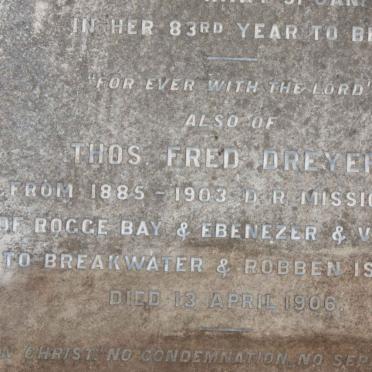 IN HER 83RD YEAR TO
"FOR EVER WITH THE LORD"
ALSO OF
THOS. FRED DREYER
FROM 1885-1903 D.R. MISSIO
OF ROGGE BAY & EBENEZER & V
TO BREAKWATER & ROBBEN IS
DIED 13 APRIL 1906.
CHRIST." NO CONDEMNATION, NO SEP